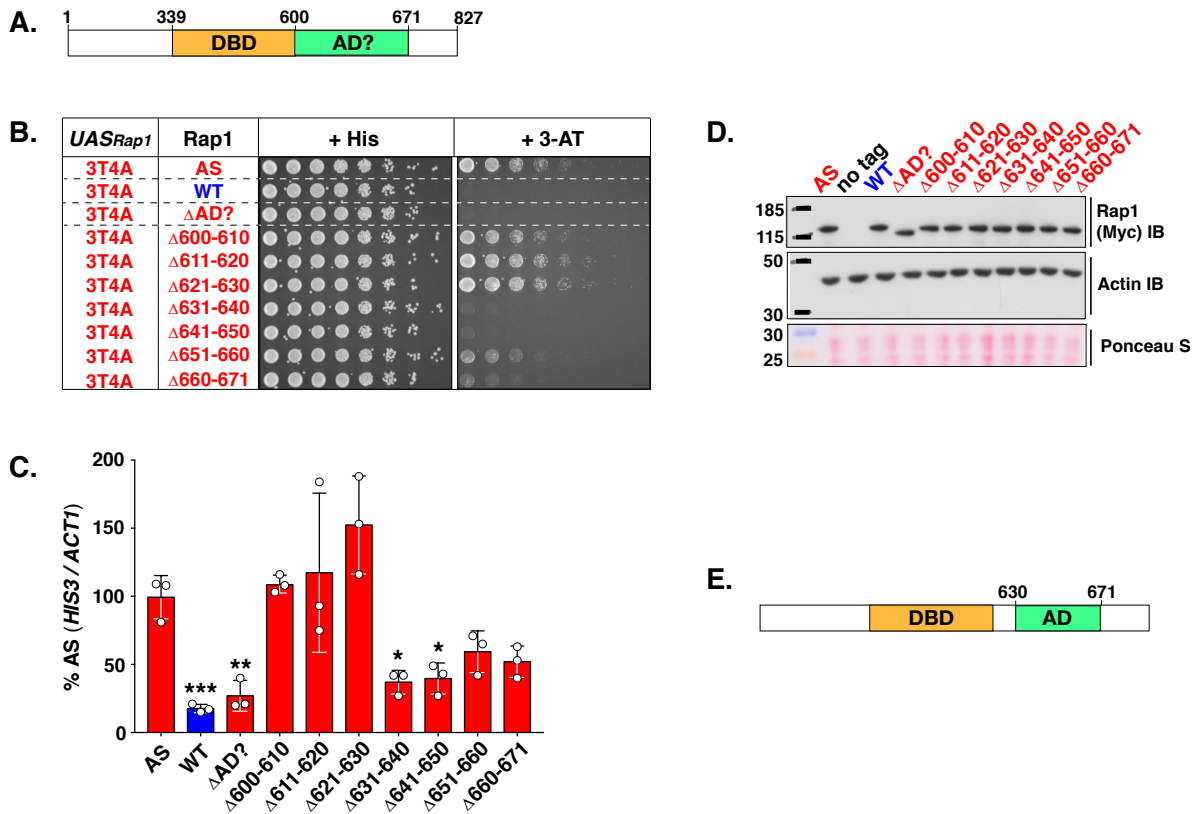 A.
1 339 600 671 827
DBD AD?
B.
UASRap1 Rap1 + His + 3-AT
3T4A AS
3T4A WT
3T4A ΔAD?
3T4A Δ600-610
3T4A Δ611-620
3T4A Δ621-630
3T4A Δ631-640
3T4A Δ641-650
3T4A Δ651-660
3T4A Δ660-671
D.
AS no tag WT ΔAD? Δ600-610 Δ611-620 Δ621-630 Δ631-640 Δ641-650 Δ651-660 Δ660-671
185
115
Rap1
(Myc) IB
50
30
Actin IB
30
25
Ponceau S
C.
% AS (HIS3 / ACT1)
200
150
100
50
0
*** ** * *
AS WT ΔAD? Δ600-610 Δ611-620 Δ621-630 Δ631-640 Δ641-650 Δ651-660 Δ660-671
E.
630 671
DBD AD